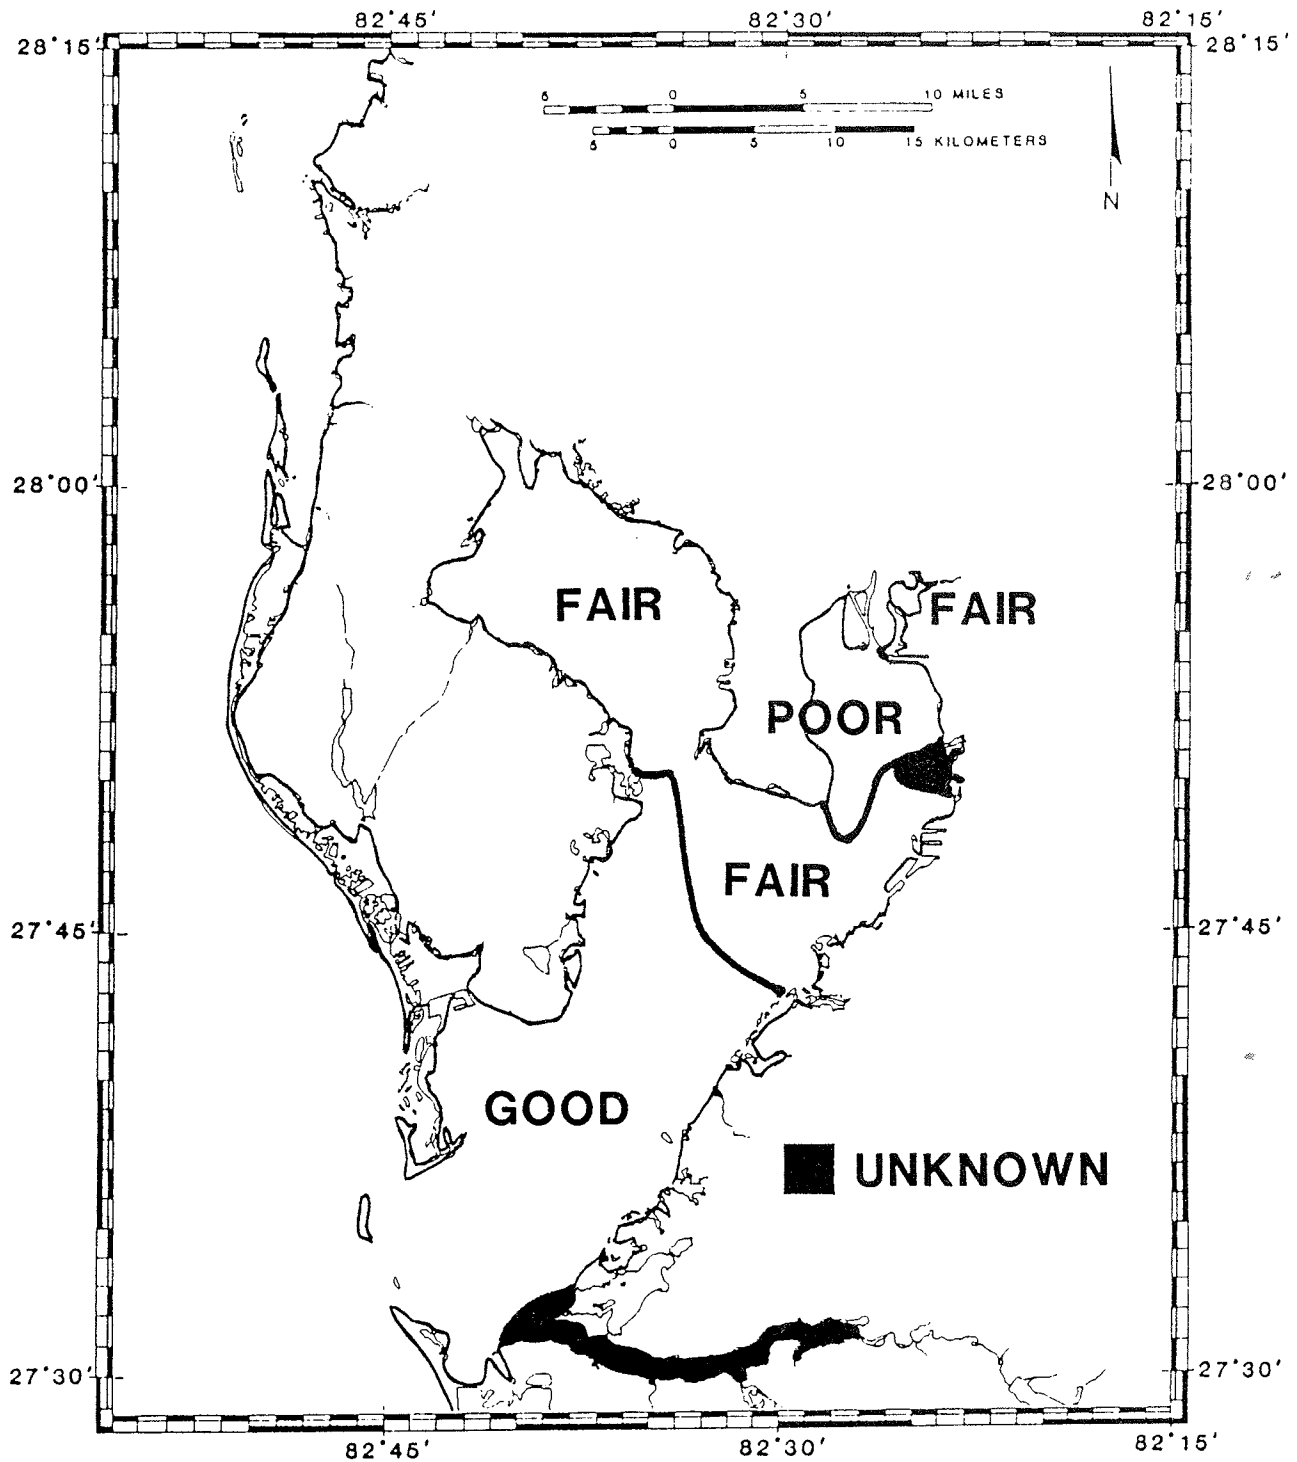 82°45' 82°30' 82°15'
28°15' 28°15'
5 0 5 10 MILES
5 0 5 10 15 KILOMETERS
N
28°00' 28°00'
FAIR
FAIR
POOR
FAIR
27°45' 27°45'
GOOD
UNKNOWN
27°30' 27°30'
82°45' 82°30' 82°15'